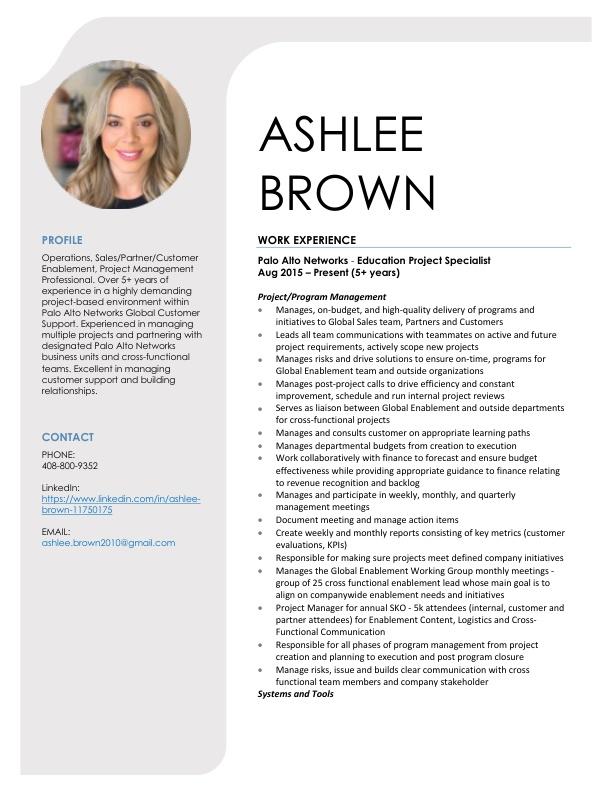 ASHLEE
BROWN
PROFILE
Operations, Sales/Partner/Customer
Enablement, Project Management
Professional. Over 5+ years of
experience in a highly demanding
project-based environment within
Palo Alto Networks Global Customer
Support. Experienced in managing
multiple projects and partnering with
designated Palo Alto Networks
business units and cross-functional
teams. Excellent in managing
customer support and building
relationships.
CONTACT
PHONE:
408-800-9352
LinkedIn:
https://www.linkedin.com/in/ashlee-
brown-11750175
EMAIL:
ashlee.brown2010@gmail.com
WORK EXPERIENCE
Palo Alto Networks - Education Project Specialist
Aug 2015 – Present (5+ years)
Project/Program Management
• Manages, on-budget, and high-quality delivery of programs and
initiatives to Global Sales team, Partners and Customers
• Leads all team communications with teammates on active and future
project requirements, actively scope new projects
• Manages risks and drive solutions to ensure on-time, programs for
Global Enablement team and outside organizations
• Manages post-project calls to drive efficiency and constant
improvement, schedule and run internal project reviews
• Serves as liaison between Global Enablement and outside departments
for cross-functional projects
• Manages and consults customer on appropriate learning paths
• Manages departmental budgets from creation to execution
• Work collaboratively with finance to forecast and ensure budget
effectiveness while providing appropriate guidance to finance relating
to revenue recognition and backlog
• Manages and participate in weekly, monthly, and quarterly
management meetings
• Document meeting and manage action items
• Create weekly and monthly reports consisting of key metrics (customer
evaluations, KPIs)
• Responsible for making sure projects meet defined company initiatives
• Manages the Global Enablement Working Group monthly meetings -
group of 25 cross functional enablement lead whose main goal is to
align on companywide enablement needs and initiatives
• Project Manager for annual SKO - 5k attendees (internal, customer and
partner attendees) for Enablement Content, Logistics and Cross-
Functional Communication
• Responsible for all phases of program management from project
creation and planning to execution and post program closure
• Manage risks, issue and builds clear communication with cross
functional team members and company stakeholder
Systems and Tools